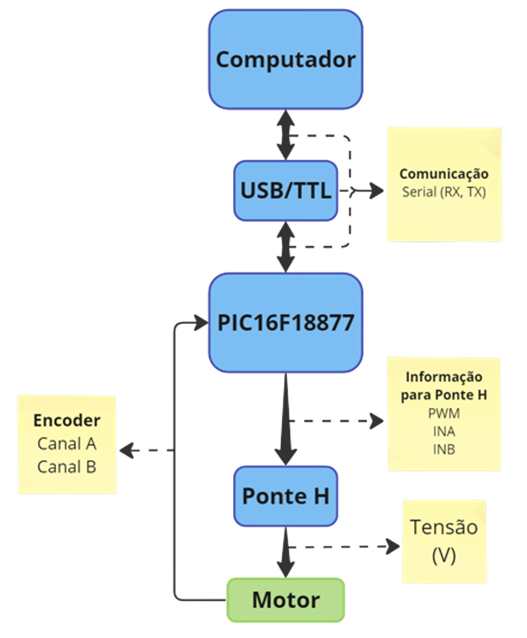 Computador
USB/TTL
Comunicação
Serial (RX, TX)
PIC16F18877
Informação
para Ponte H
PWM
INA
INB
Encoder
Canal A
Canal B
Ponte H
Tensão
(V)
Motor